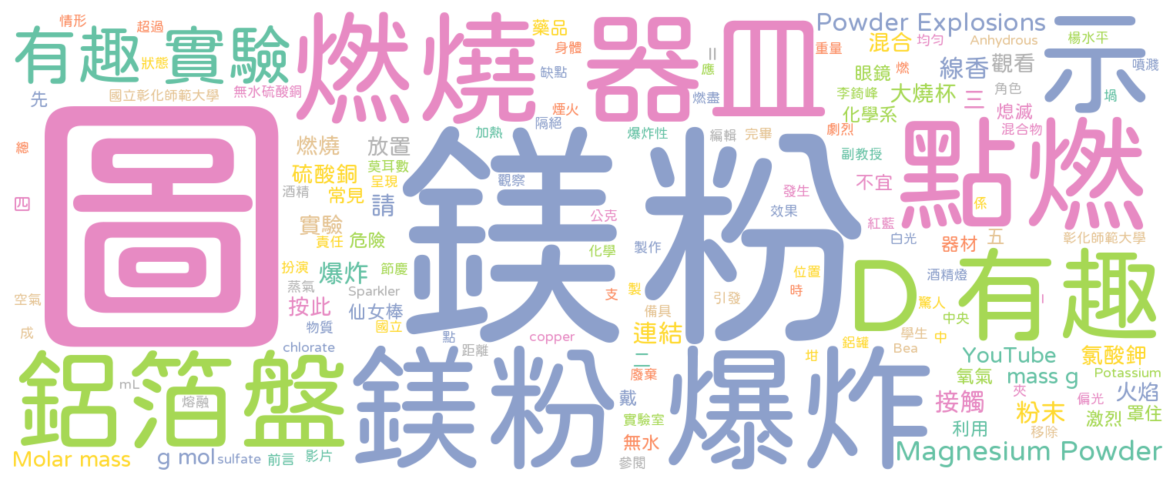 情形
超過
有趣實驗
狀態
國立彰化師範大學
無水硫酸銅
先
燃燒器皿
藥品
身體
缺點
煙火
隔絕
燃盡
應
||
Powder Explosions
重量
混合
均勻
Anhydrous
楊水平
示
噴濺
眼鏡
燃
線香
觀看
李錡峰
大燒杯
三
角色
堝
化學系
熄滅
混合物
劇烈
副教授
點燃
不宜
總
圖
四
空氣
成
燃燒
放置
加熱
爆炸性
編輯
完畢
硫酸銅
莫耳數
呈現
觀察
酒精
常見
請
實驗
責任
危險
鎂粉
公克
化學
製作
發生
效果
紅藍
白光
係
器材
五
彰化師範大學
扮演
爆炸
節慶
蒸氣
Sparkler
按此
仙女棒
物質
國立
支
製
引發
備具
位置
時
D
酒精燈
驚人
中央
I
有趣
chlorate
點
距離
copper
連結
二
坩
鋁罐
學生
中
Bea
鋁箔盤
mL
熔融
鎂粉爆炸
廢棄
戴
實驗室
無水
參閱
YouTube
氯酸鉀
氧氣
mass g
Potassium
夾
火焰
接觸
偏光
粉末
激烈
罩住
利用
移除
Molar mass
g mol
sulfate
前言
影片
Magnesium Powder